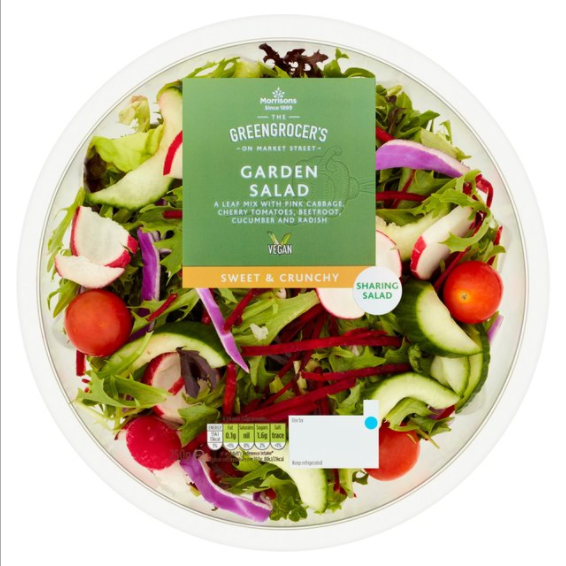 Morrisons
Since 1899
THE
GREENGROCER'S
ON MARKET STREET
GARDEN
SALAD
A LEAF MIX WITH PINK CABBAGE,
CHERRY TOMATOES, BEETROOT,
CUCUMBER AND RADISH
VEGAN
SWEET & CRUNCHY
SHARING
SALAD
ENERGY Fat Saturates Sugars Salt
0.3g nil 1.6g trace
Use by
Keep refrigerated